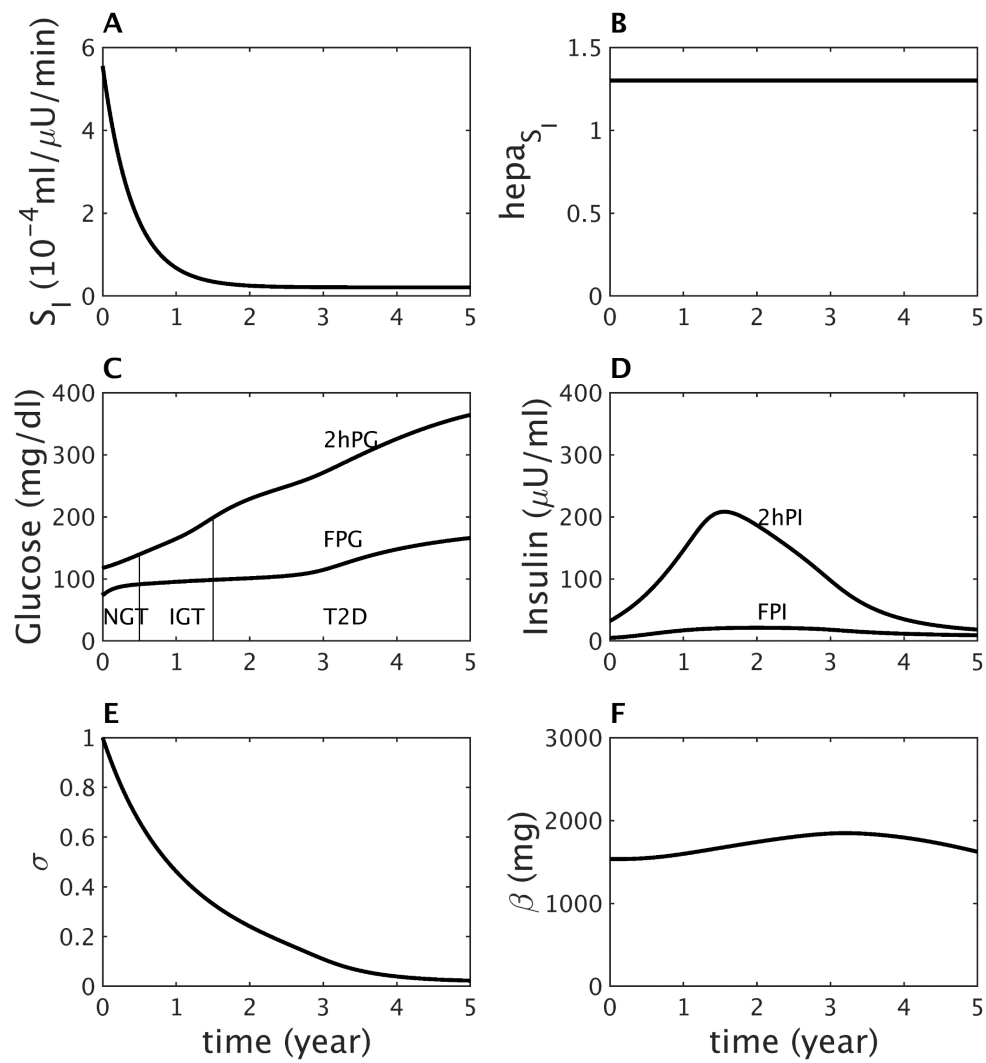 A
S_I (10^−4 ml/μU/min)
6
4
2
0
0 1 2 3 4 5
B
hepa_S_I
1.5
1
0.5
0
0 1 2 3 4 5
C
Glucose (mg/dl)
400
300
200
100
0
2hPG
FPG
NGT IGT T2D
0 1 2 3 4 5
D
Insulin (μU/ml)
400
300
200
100
0
2hPI
FPI
0 1 2 3 4 5
E
σ
1
0.8
0.6
0.4
0.2
0
0 1 2 3 4 5
time (year)
F
β (mg)
3000
2000
1000
0
0 1 2 3 4 5
time (year)